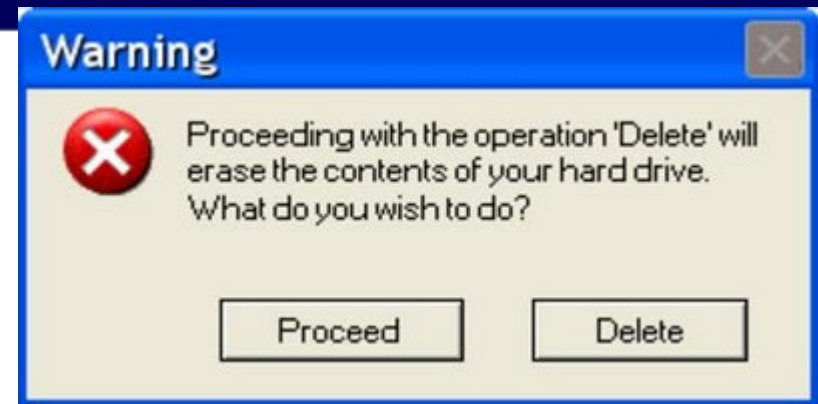 Warning
Proceeding with the operation 'Delete' will
erase the contents of your hard drive.
What do you wish to do?
Proceed
Delete